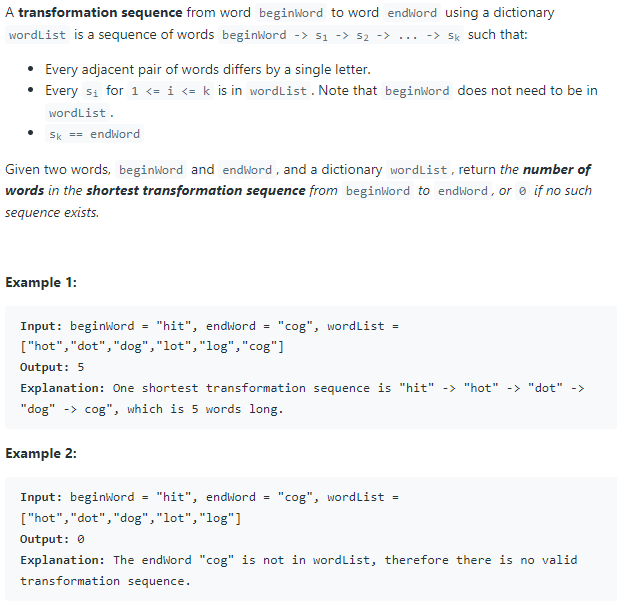 A transformation sequence from word beginWord to word endWord using a dictionary
wordList is a sequence of words beginWord -> s1 -> s2 -> ... -> sk such that:
• Every adjacent pair of words differs by a single letter.
• Every si for 1 <= i <= k is in wordList. Note that beginWord does not need to be in
wordList.
• sk == endWord
Given two words, beginWord and endWord, and a dictionary wordList, return the number of
words in the shortest transformation sequence from beginWord to endWord, or 0 if no such
sequence exists.
Example 1:
Input: beginWord = "hit", endWord = "cog", wordList =
["hot","dot","dog","lot","log","cog"]
Output: 5
Explanation: One shortest transformation sequence is "hit" -> "hot" -> "dot" ->
"dog" -> cog", which is 5 words long.
Example 2:
Input: beginWord = "hit", endWord = "cog", wordList =
["hot","dot","dog","lot","log"]
Output: 0
Explanation: The endWord "cog" is not in wordList, therefore there is no valid
transformation sequence.